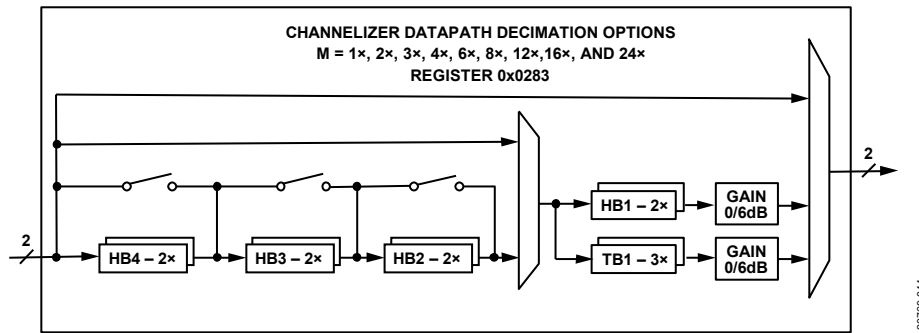 CHANNELIZER DATAPATH DECIMATION OPTIONS
M = 1×, 2×, 3×, 4×, 6×, 8×, 12×,16×, AND 24×
REGISTER 0x0283
2
2
HB1 – 2×
GAIN
0/6dB
HB4 – 2×
HB3 – 2×
HB2 – 2×
TB1 – 3×
GAIN
0/6dB